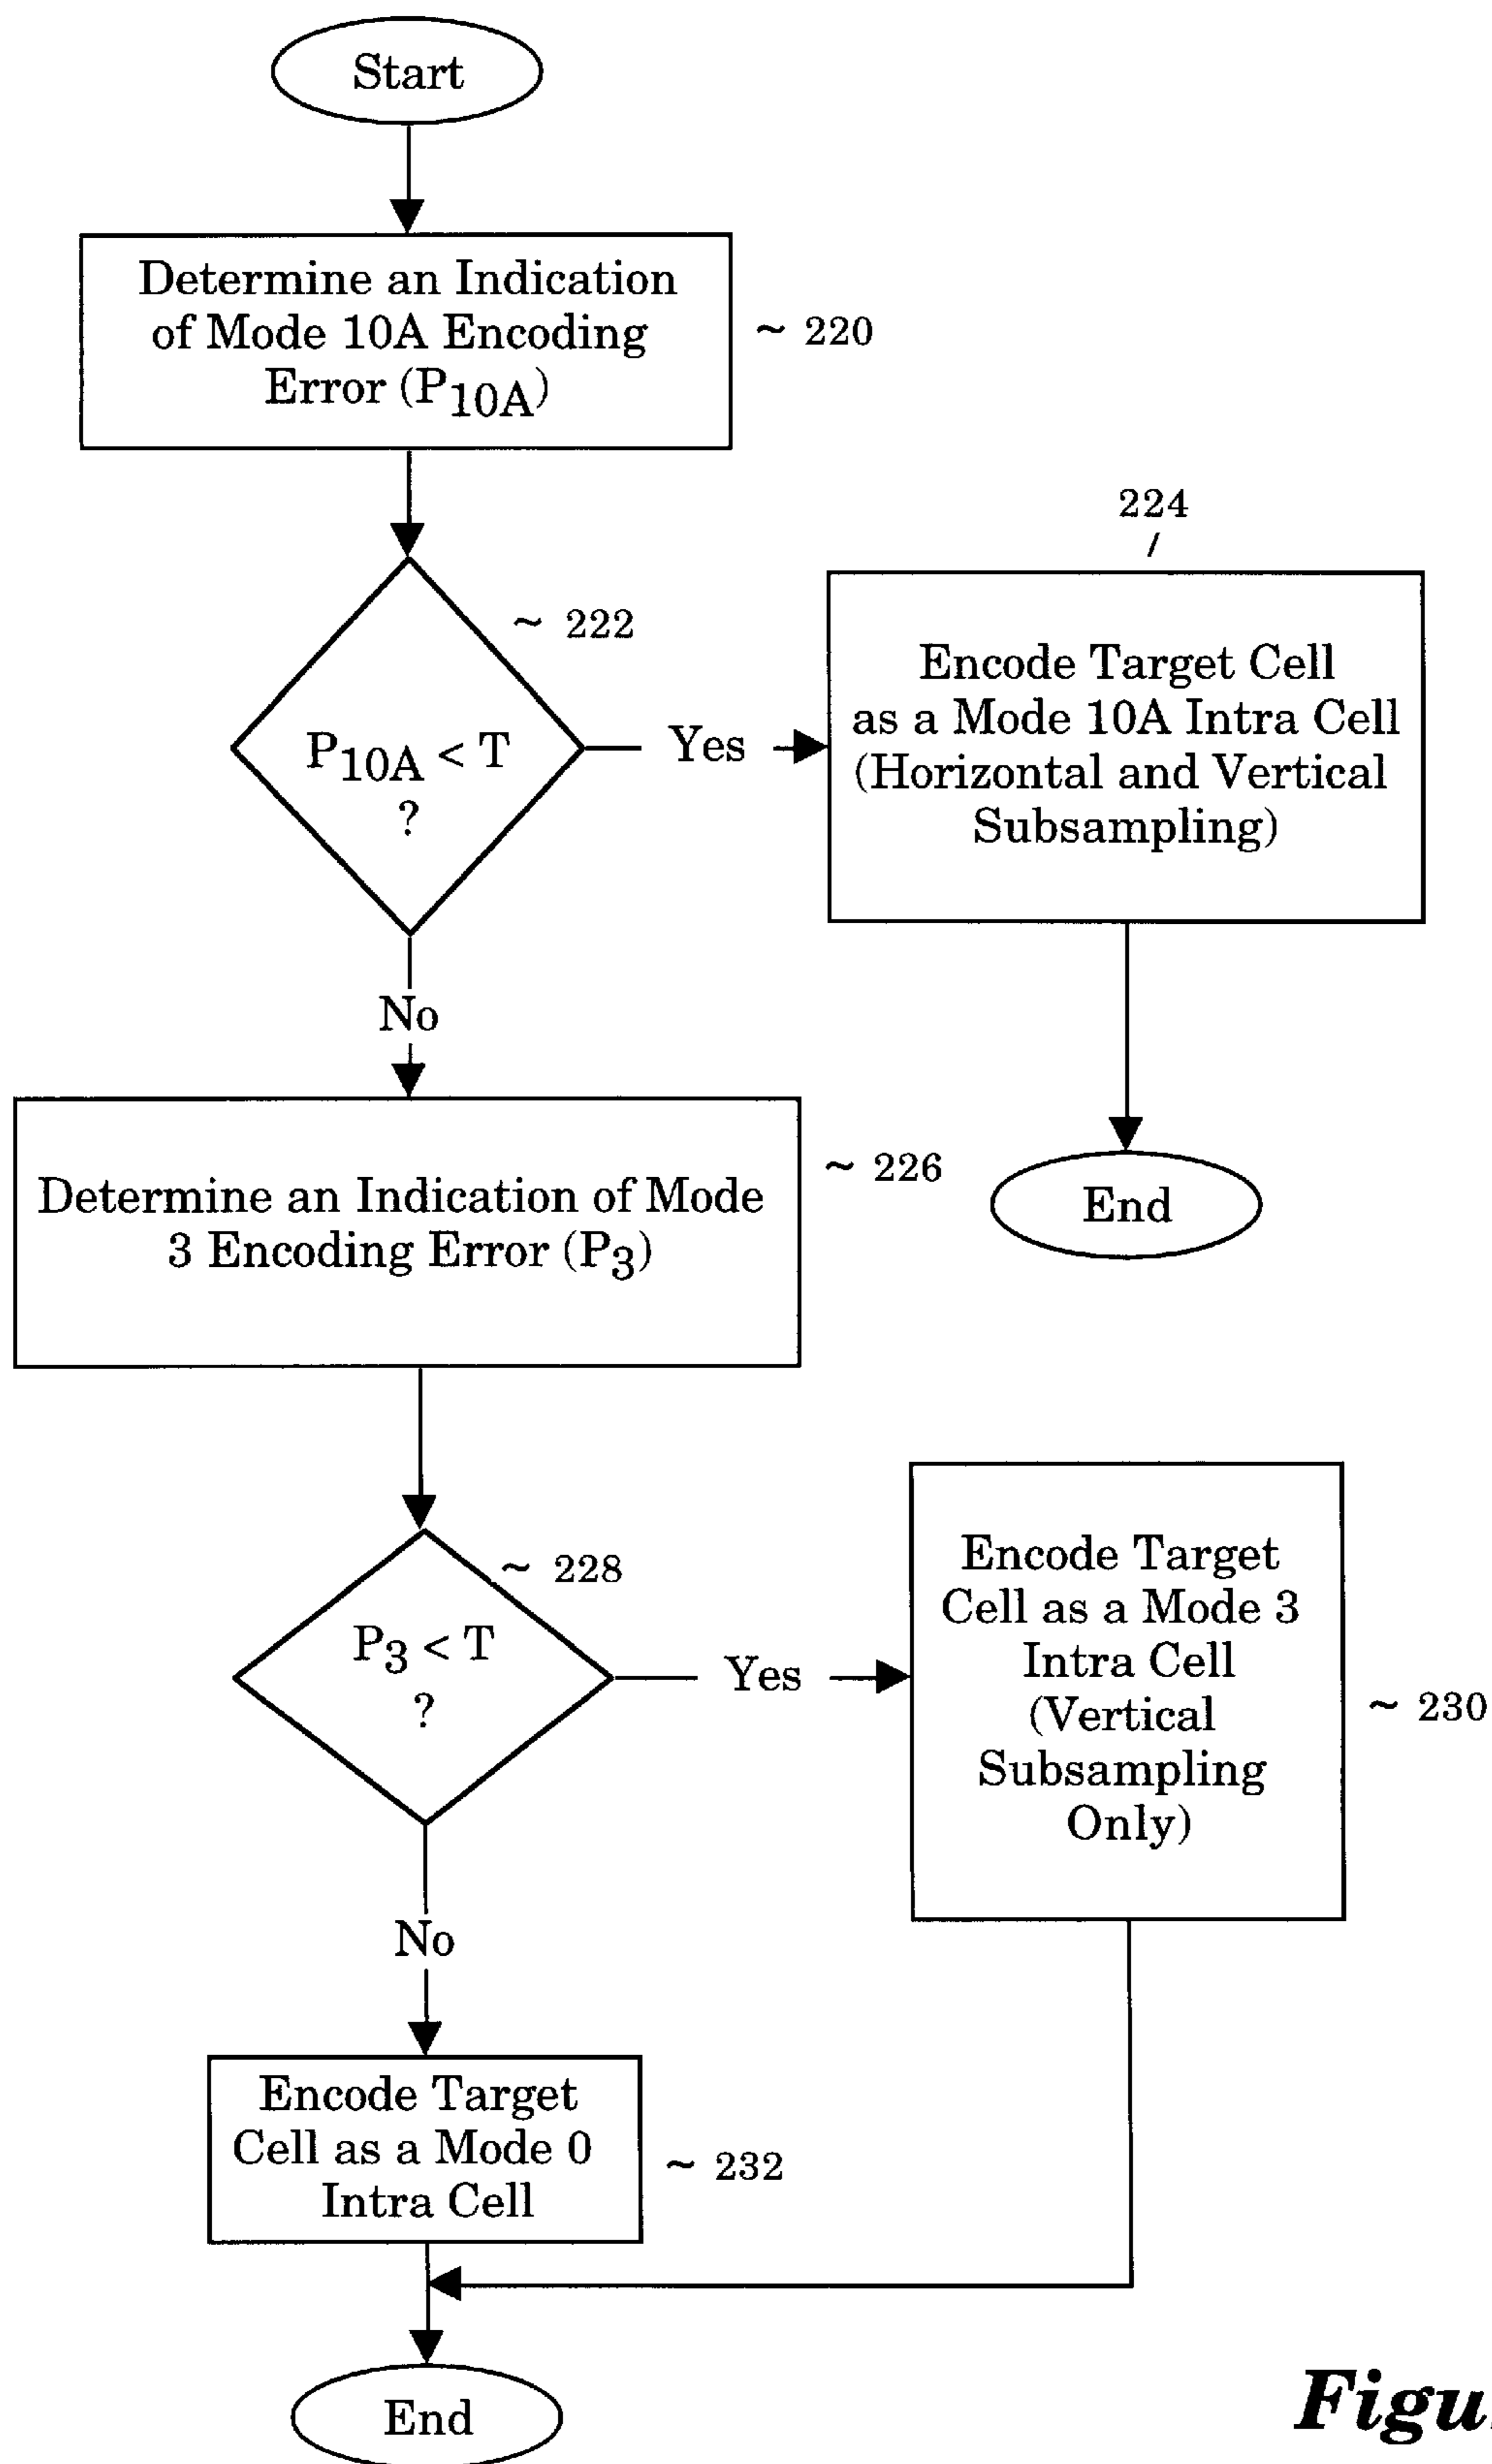 Start
Determine an Indication
of Mode 10A Encoding
Error (P10A)
~ 220
224
~ 222
P10A < T
?
Yes
Encode Target Cell
as a Mode 10A Intra Cell
(Horizontal and Vertical
Subsampling)
No
End
Determine an Indication of Mode
3 Encoding Error (P3)
~ 226
~ 228
P3 < T
?
Yes
Encode Target
Cell as a Mode 3
Intra Cell
(Vertical
Subsampling
Only)
~ 230
No
Encode Target
Cell as a Mode 0
Intra Cell
~ 232
End